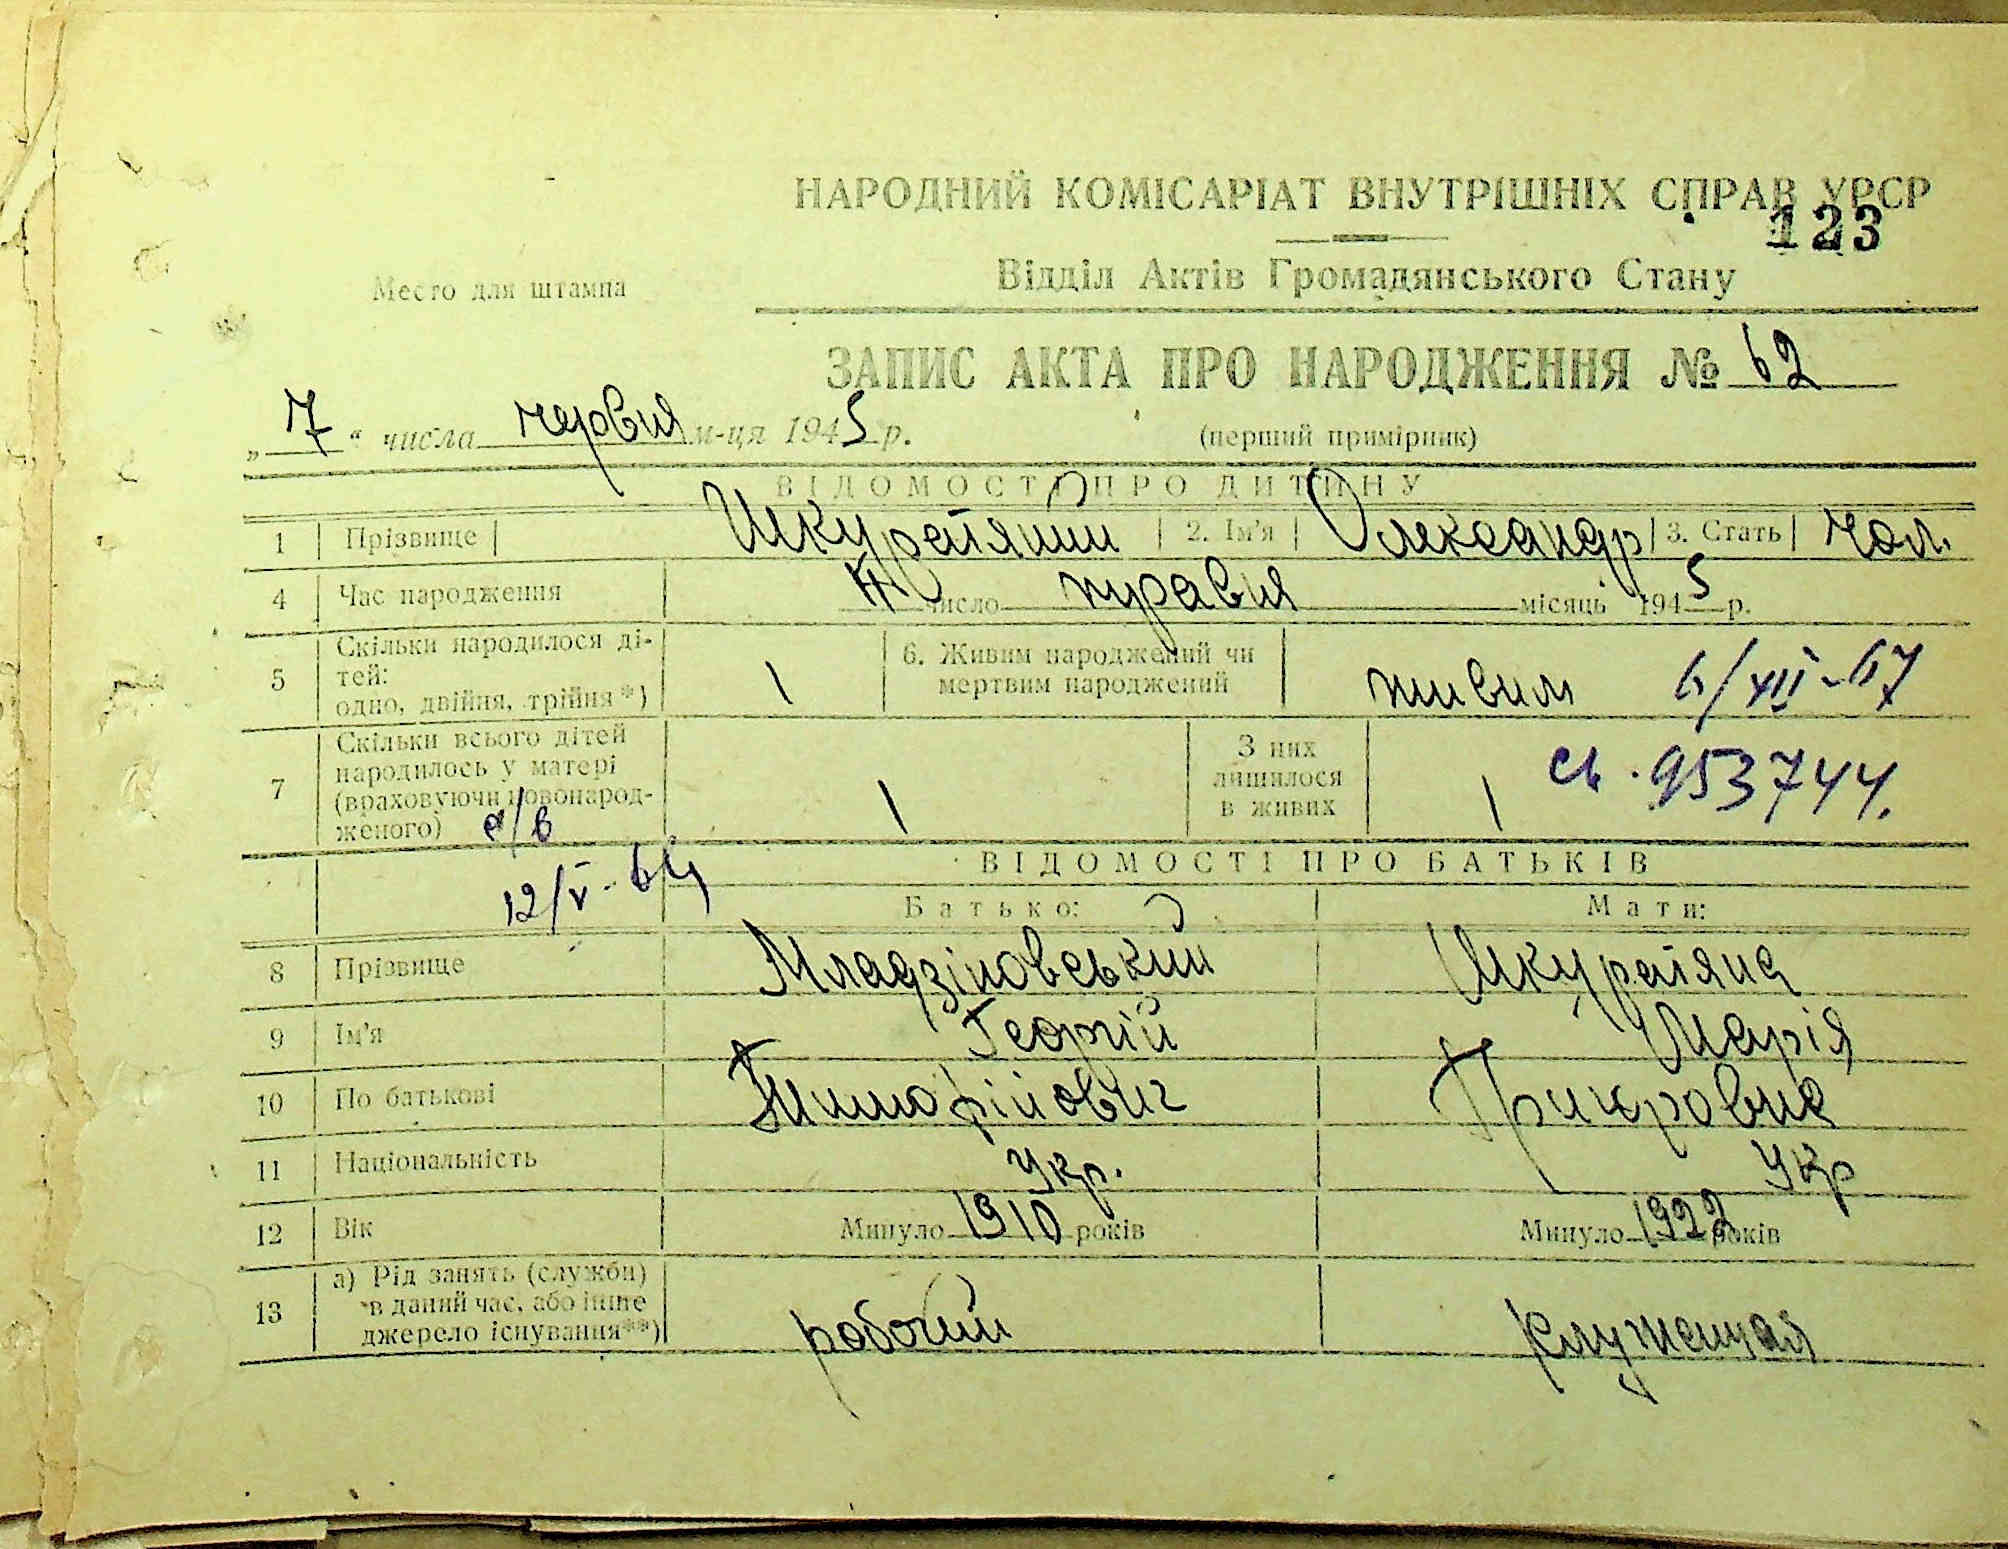 НАРОДНИЙ КОМІСАРІАТ ВНУТРІШНІХ СПРАВ УРСР
123
Место для штампа
Відділ Актів Громадянського Стану
ЗАПИС АКТА ПРО НАРОДЖЕННЯ № 62
„ 7 “ числа червня м-ця 1945 р. (перший примірник)
ВІДОМОСТІ ПРО ДИТИНУ
1 Прізвище Шкуратяний 2. Ім'я Олександр 3. Стать чол.
4 Час народження число травня місяць 1945 р.
5 Скільки народилося ді-
тей:
одно, двійня, трійня*) 1
6. Живим народжений чи
мертвим народжений живим
6/XII-67
7 Скільки всього дітей
народилось у матері
(враховуючи новонарод-
женого) 1
З них
лишилося
в живих 1
св. 953744.
12/V-64
ВІДОМОСТІ ПРО БАТЬКІВ
Батько: Мати:
8 Прізвище Младзіновський Шкуратяна
9 Ім'я Георгій Марія
10 По батькові Тимофійович
11 Національність Укр. Укр
12 Вік Минуло 1910 років Минуло 1922 років
13 а) Рід занять (служби)
в даний час, або інше
джерело існування**) робочий служащая